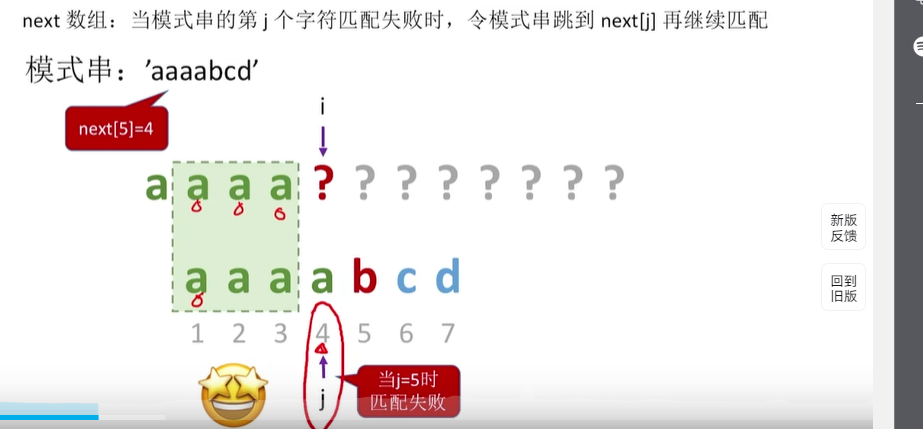 next 数组：当模式串的第 j 个字符匹配失败时，令模式串跳到 next[j] 再继续匹配
模式串：’aaaabcd’
next[5]=4
i
a a a a ? ? ? ? ? ? ? ?
a a a a b c d
1 2 3 4 5 6 7
j
当j=5时
匹配失败
新版
反馈
回到
旧版